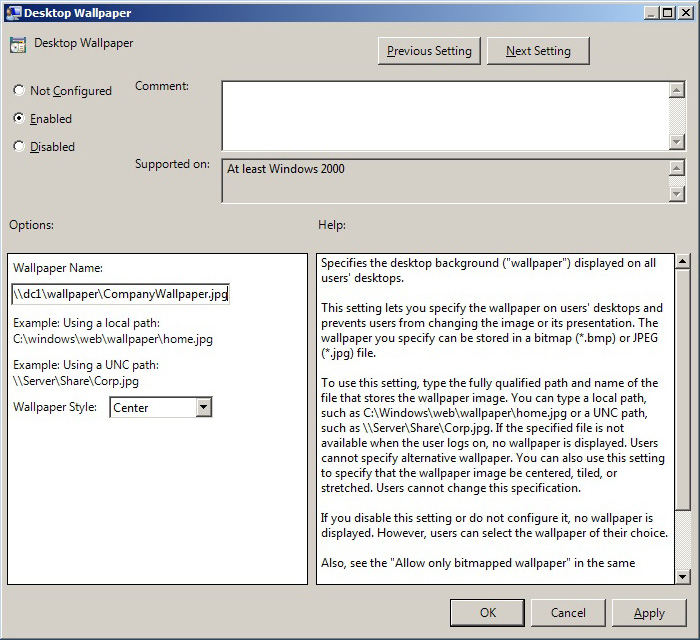 Desktop Wallpaper
Desktop Wallpaper
Previous Setting
Next Setting
Not Configured
Enabled
Disabled
Comment:
Supported on:
At least Windows 2000
Options:
Help:
Wallpaper Name:
\\dc1\wallpaper\CompanyWallpaper.jpg
Example: Using a local path:
C:\windows\web\wallpaper\home.jpg
Example: Using a UNC path:
\\Server\Share\Corp.jpg
Wallpaper Style:
Center
Specifies the desktop background ("wallpaper") displayed on all
users' desktops.
This setting lets you specify the wallpaper on users' desktops and
prevents users from changing the image or its presentation. The
wallpaper you specify can be stored in a bitmap (*.bmp) or JPEG
(*.jpg) file.
To use this setting, type the fully qualified path and name of the
file that stores the wallpaper image. You can type a local path,
such as C:\Windows\web\wallpaper\home.jpg or a UNC path,
such as \\Server\Share\Corp.jpg. If the specified file is not
available when the user logs on, no wallpaper is displayed. Users
cannot specify alternative wallpaper. You can also use this setting
to specify that the wallpaper image be centered, tiled, or
stretched. Users cannot change this specification.
If you disable this setting or do not configure it, no wallpaper is
displayed. However, users can select the wallpaper of their choice.
Also, see the "Allow only bitmapped wallpaper" in the same
OK
Cancel
Apply